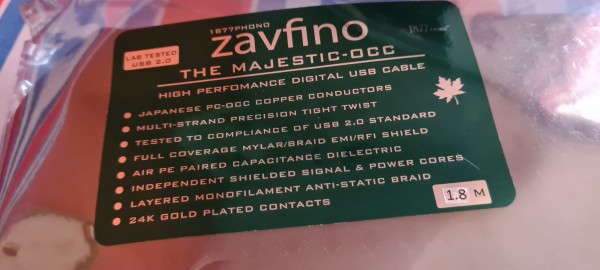 1877PHONO
zavfino
1877PHONO
LAB TESTED
USB 2.0
THE MAJESTIC-OCC
HIGH PERFOMANCE DIGITAL USB CABLE
JAPANESE PC-OCC COPPER CONDUCTORS
MULTI-STRAND PRECISION TIGHT TWIST
TESTED TO COMPLIANCE OF USB 2.0 STANDARD
FULL COVERAGE MYLAR/BRAID EMI/RFI SHIELD
AIR PE PAIRED CAPACITANCE DIELECTRIC
INDEPENDENT SHIELDED SIGNAL & POWER CORES
LAYERED MONOFILAMENT ANTI-STATIC BRAID
24K GOLD PLATED CONTACTS
1.8 M